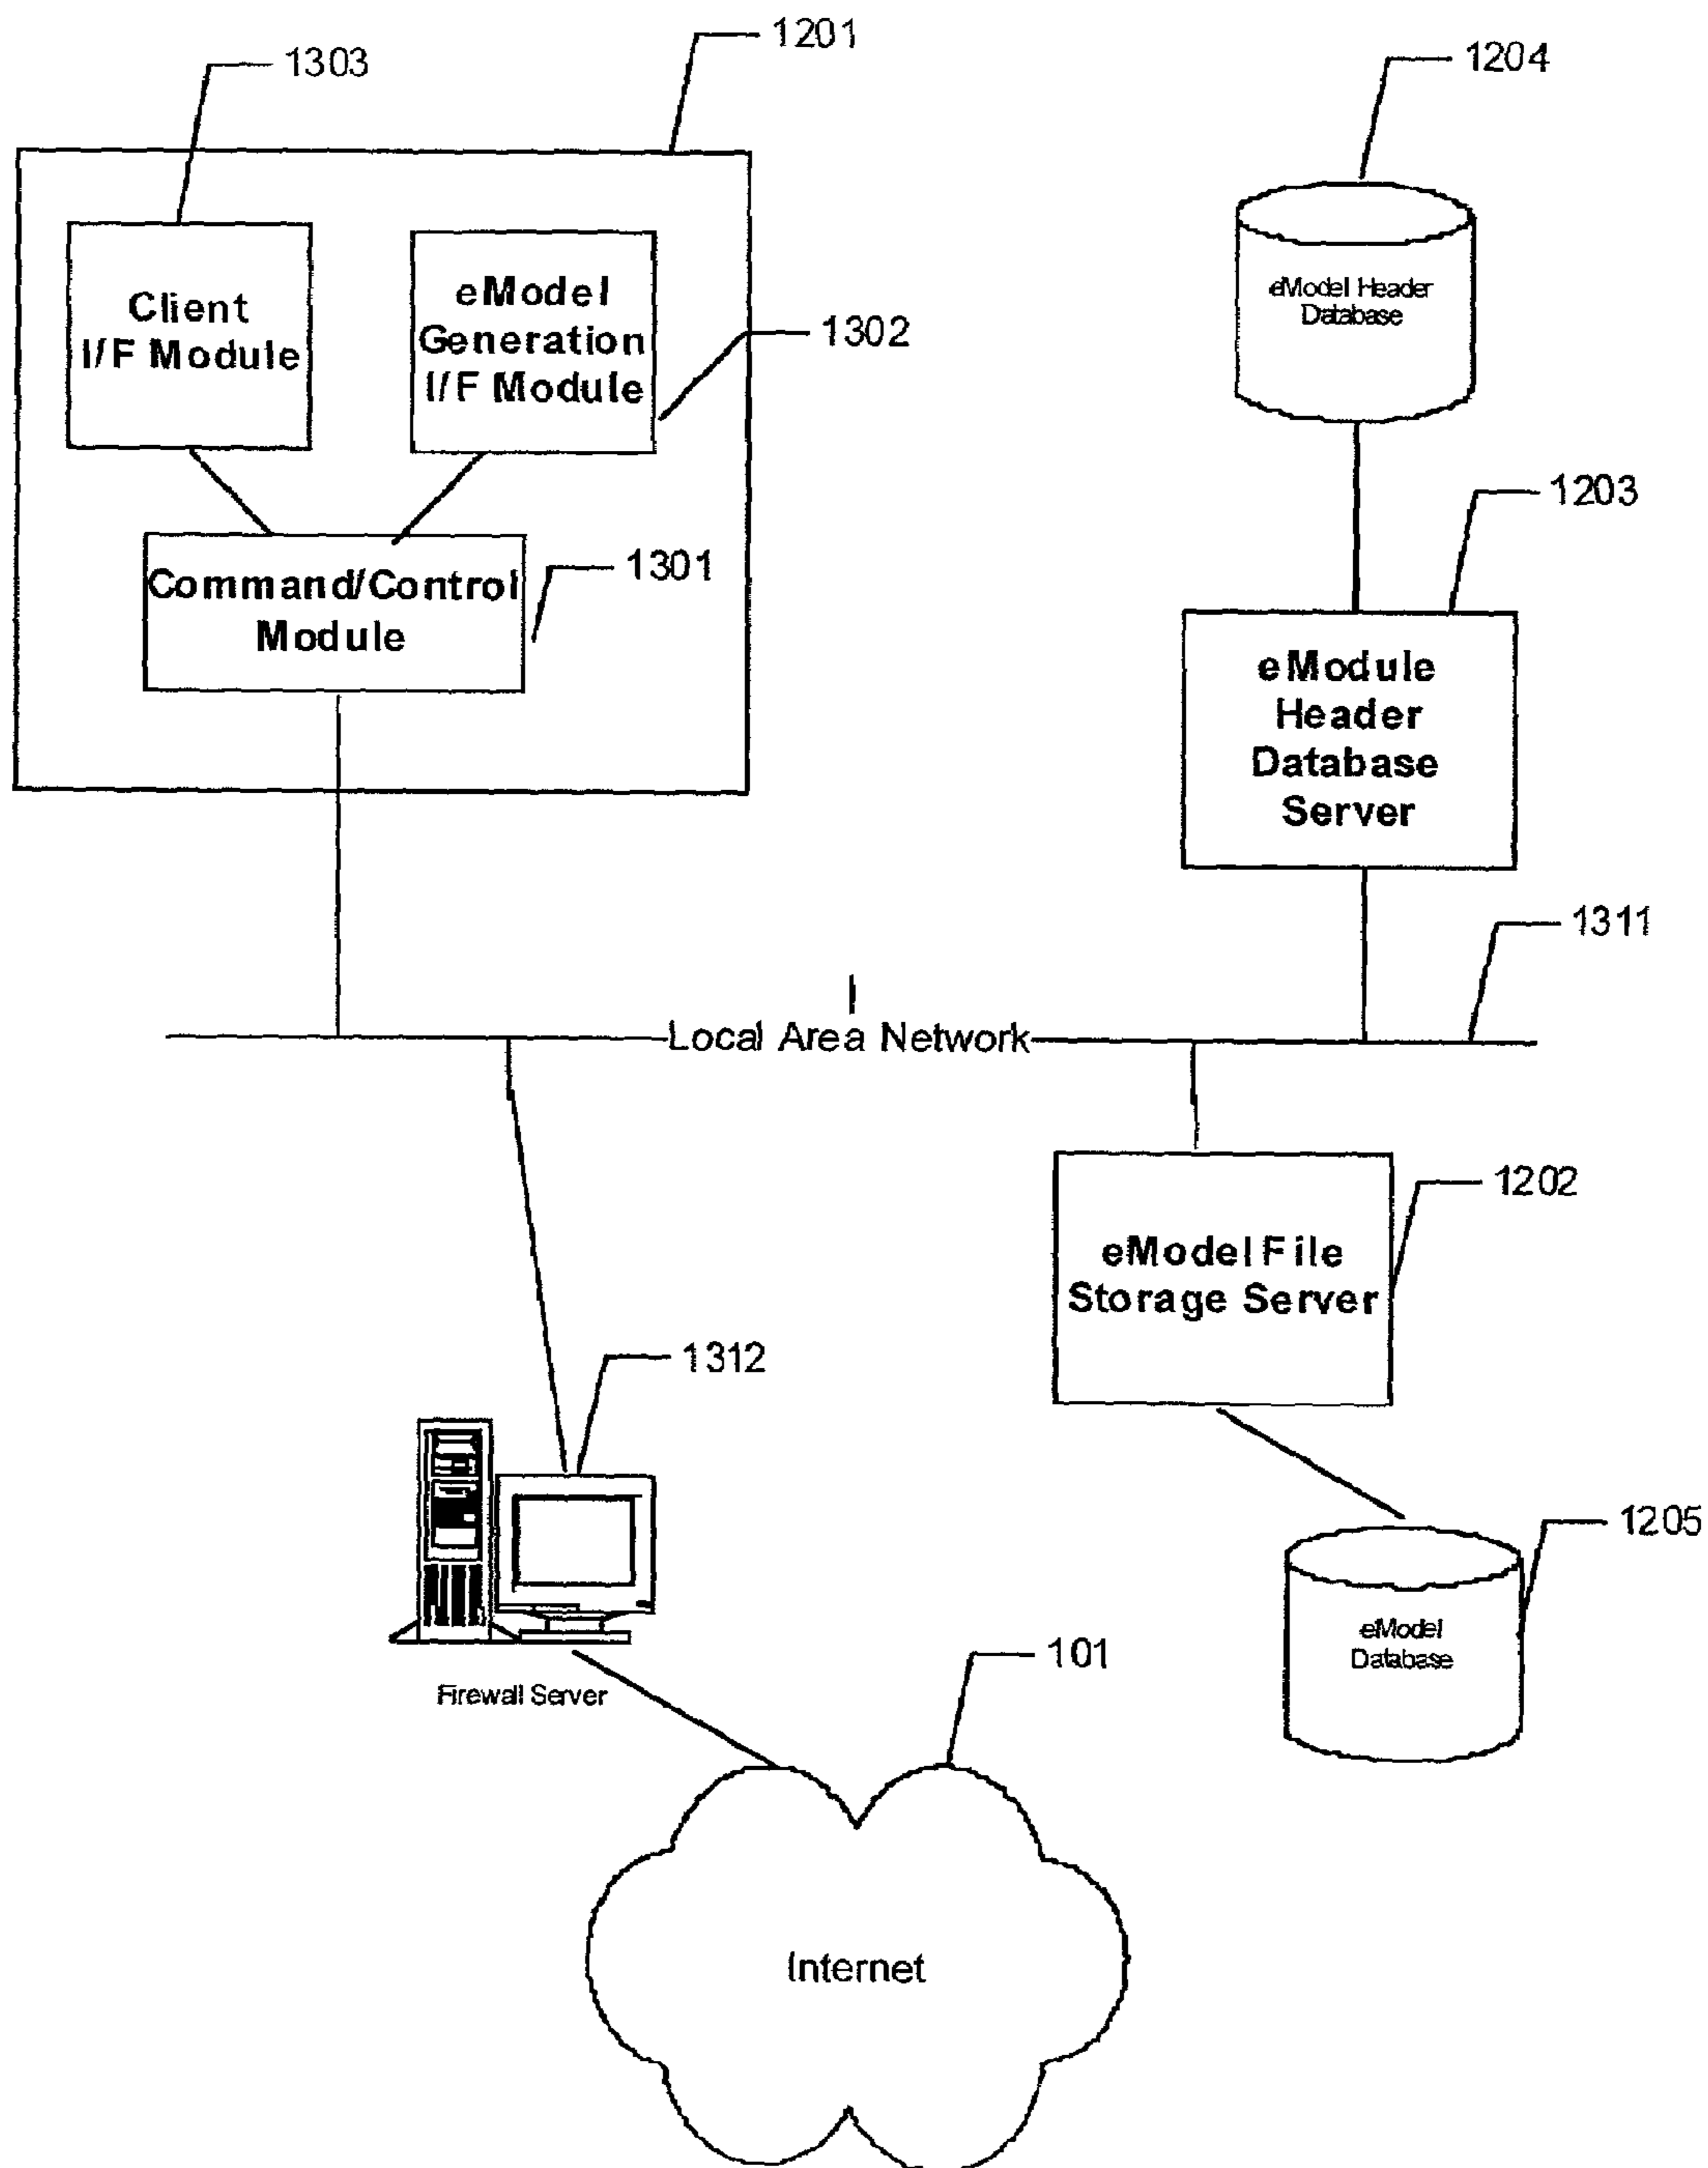 1201
1303
1204
Client
I/F Module
eModel
Generation
I/F Module
1302
eModel Header
Database
1203
1301
Command/Control
Module
eModule
Header
Database
Server
1311
Local Area Network
1202
eModel File
Storage Server
1312
1205
eModel
Database
Firewall Server
101
Internet